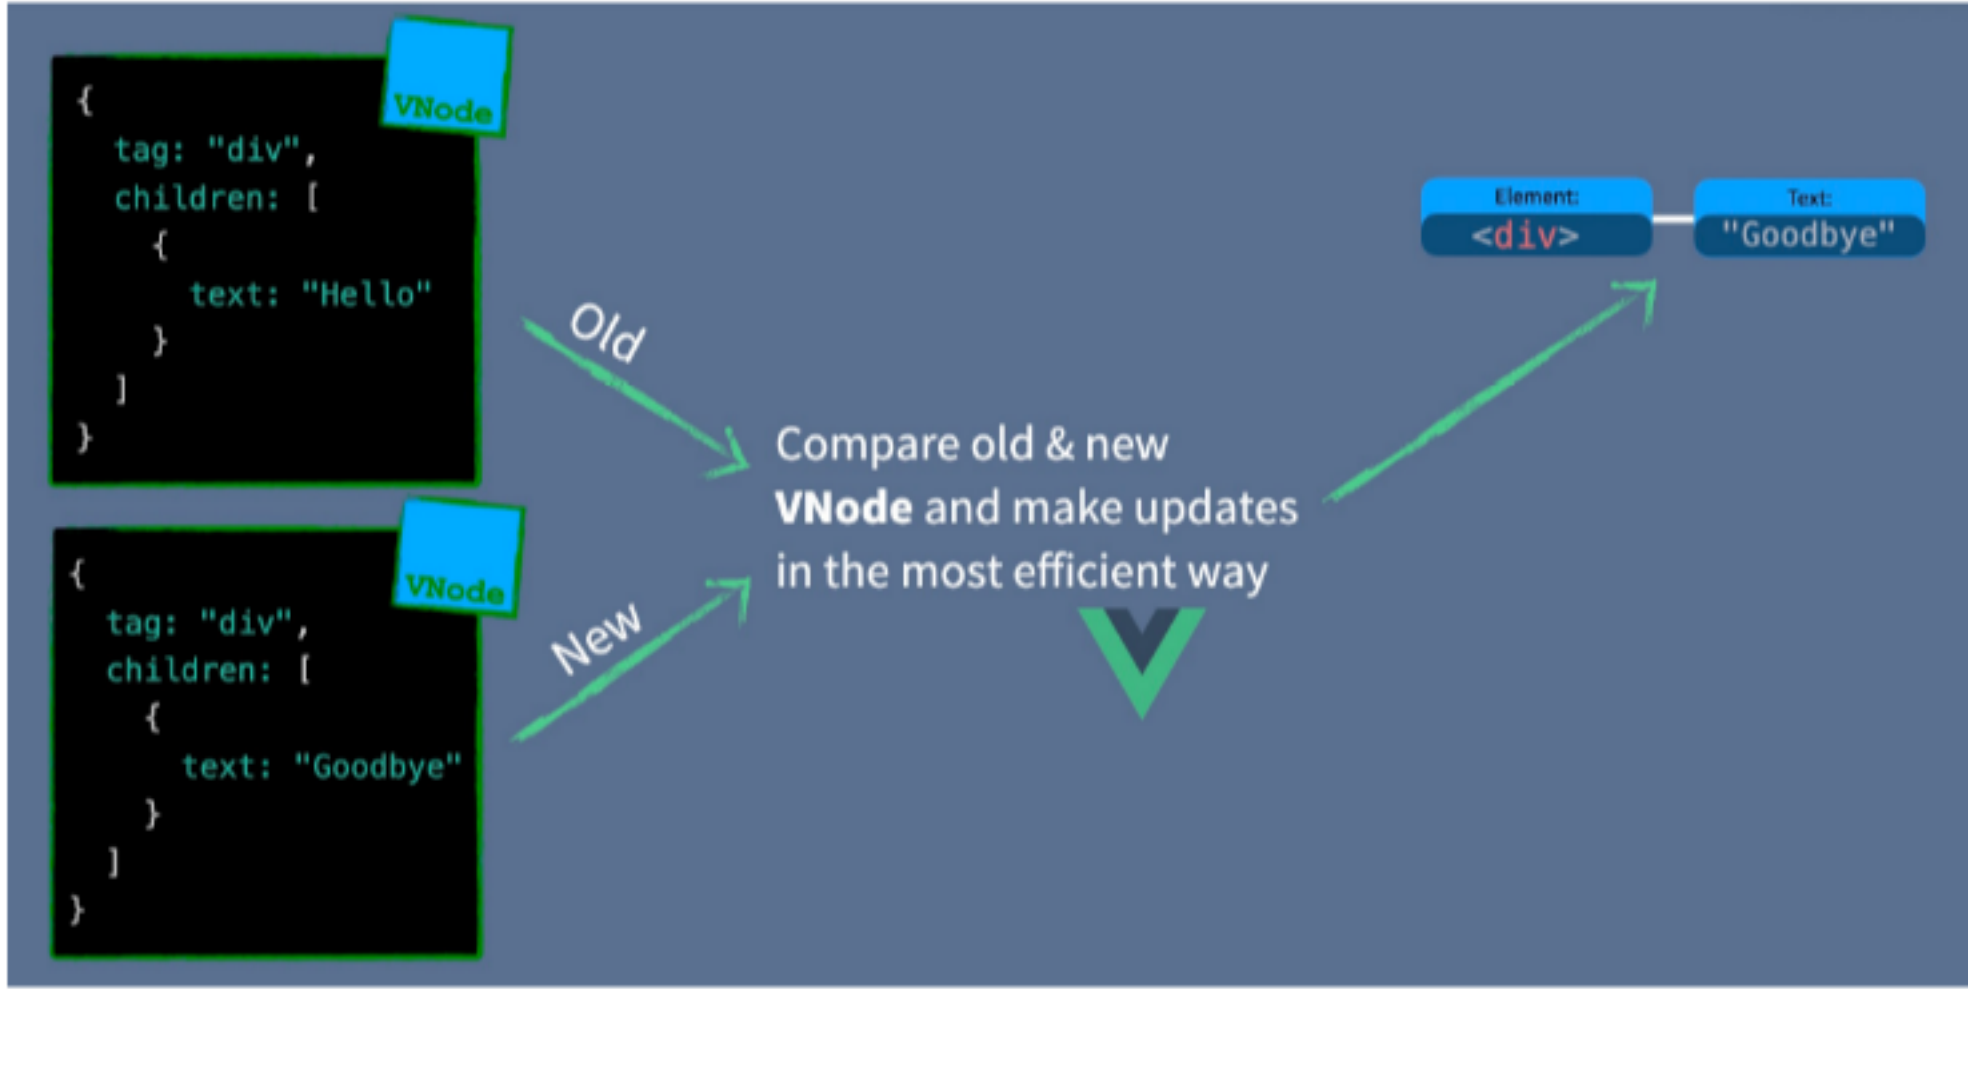 VNode
{
tag: "div",
children: [
{
text: "Hello"
}
]
}
VNode
{
tag: "div",
children: [
{
text: "Goodbye"
}
]
}
Old
New
Compare old & new
VNode and make updates
in the most efficient way
Element:
<div>
Text:
"Goodbye"